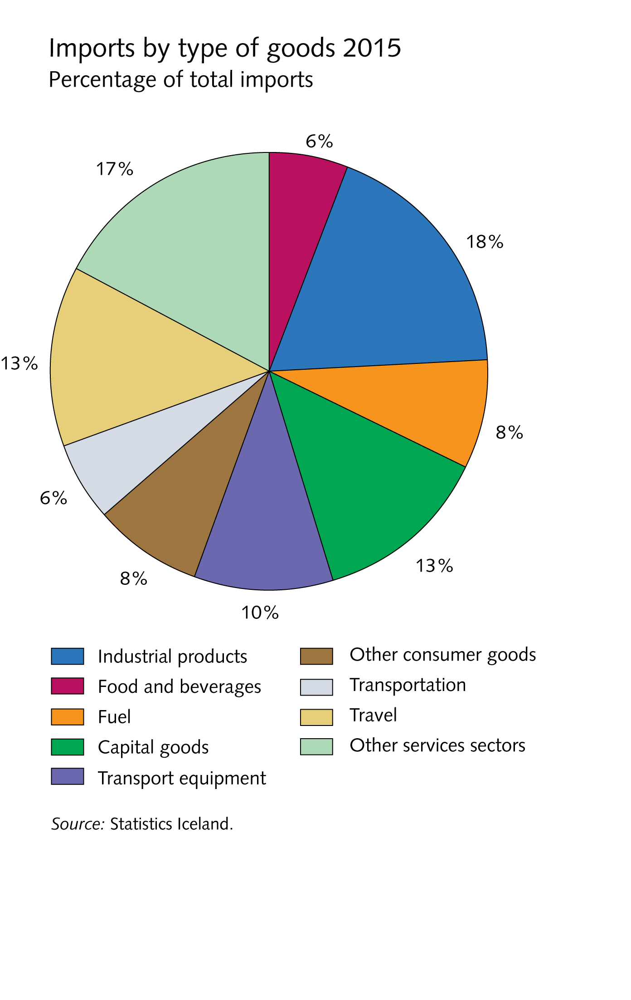 Imports by type of goods 2015
Percentage of total imports
6%
17%
18%
13%
8%
6%
13%
8%
10%
Industrial products
Food and beverages
Fuel
Capital goods
Transport equipment
Other consumer goods
Transportation
Travel
Other services sectors
Source: Statistics Iceland.